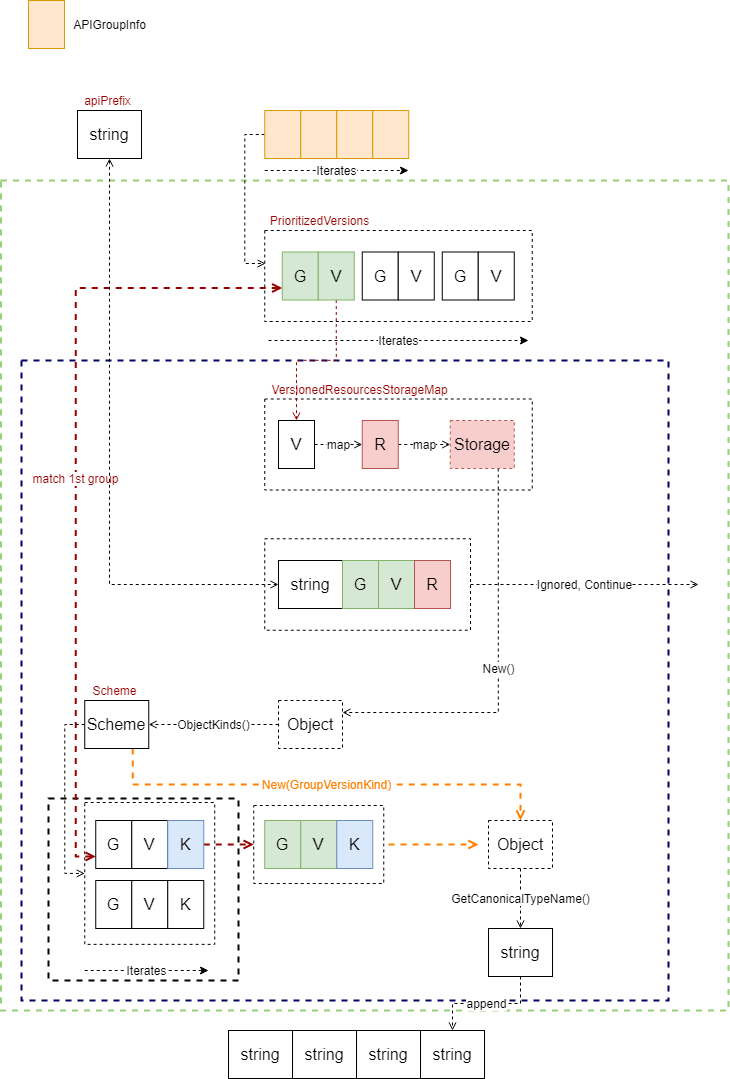 APIGroupInfo
apiPrefix
string
Iterates
PrioritizedVersions
G V G V G V
Iterates
VersionedResourcesStorageMap
V map R map Storage
match 1st group
string G V R
Ignored, Continue
New()
Scheme
Scheme ObjectKinds() Object
New(GroupVersionKind)
G V K G V K Object
G V K
GetCanonicalTypeName()
string
Iterates
append
string string string string